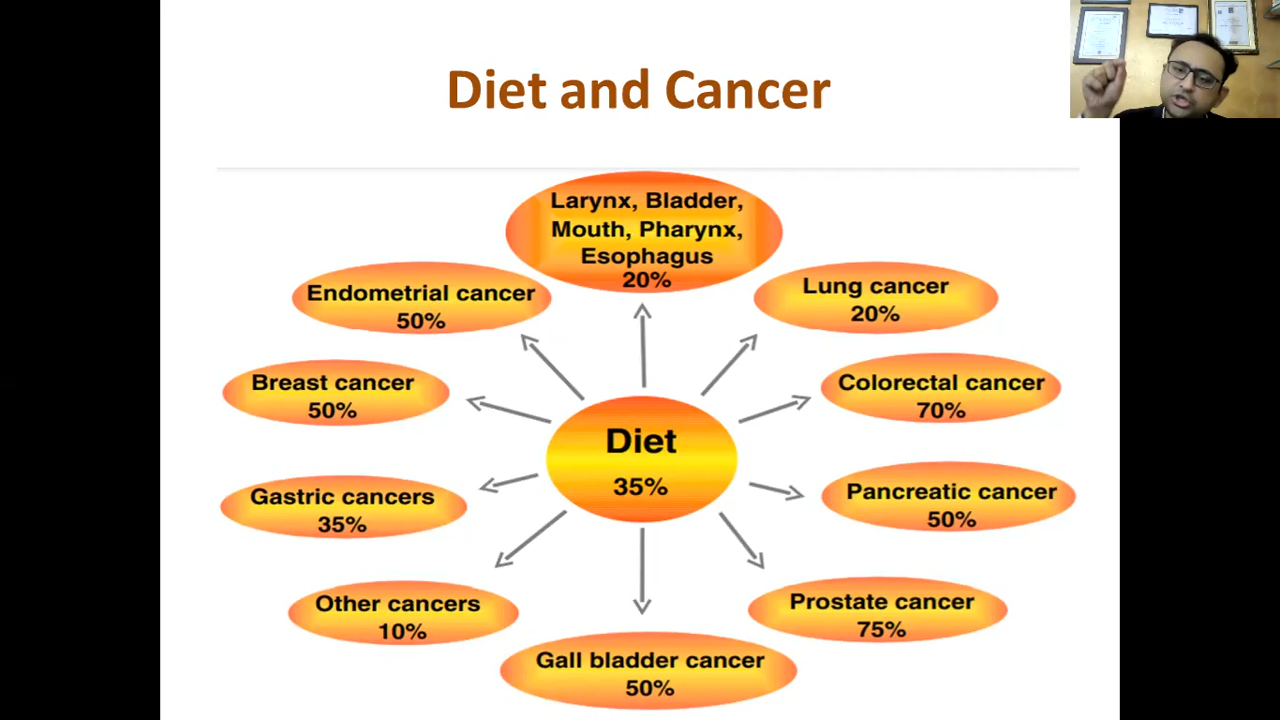 Diet and Cancer
Larynx, Bladder,
Mouth, Pharynx,
Esophagus
20%
Endometrial cancer
50%
Lung cancer
20%
Breast cancer
50%
Colorectal cancer
70%
Diet
35%
Gastric cancers
35%
Pancreatic cancer
50%
Other cancers
10%
Prostate cancer
75%
Gall bladder cancer
50%